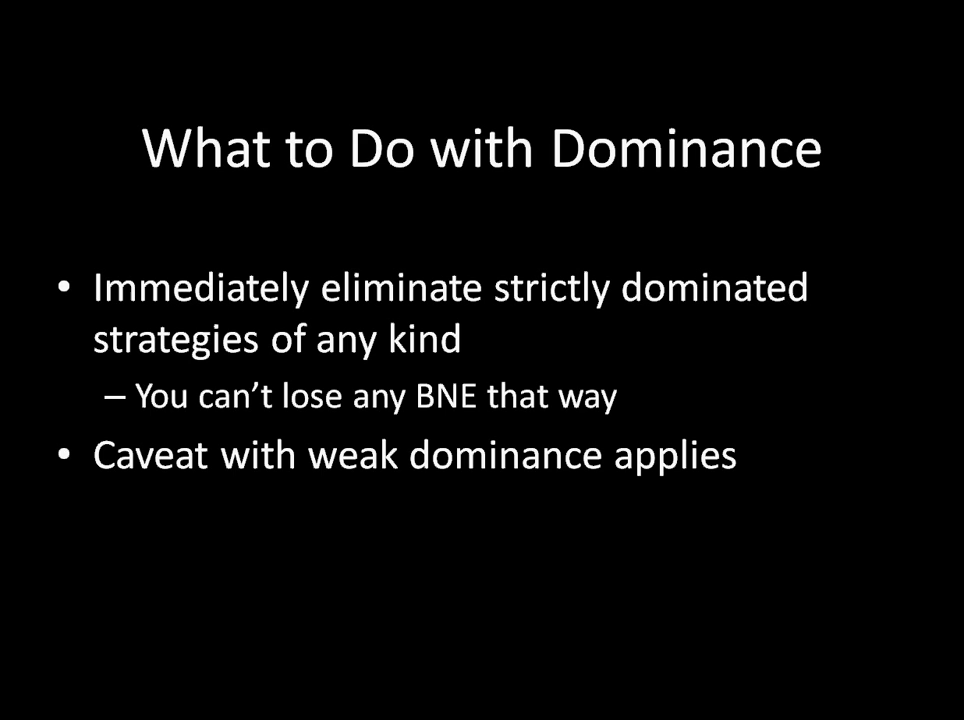 What to Do with Dominance
• Immediately eliminate strictly dominated
strategies of any kind
– You can’t lose any BNE that way
• Caveat with weak dominance applies